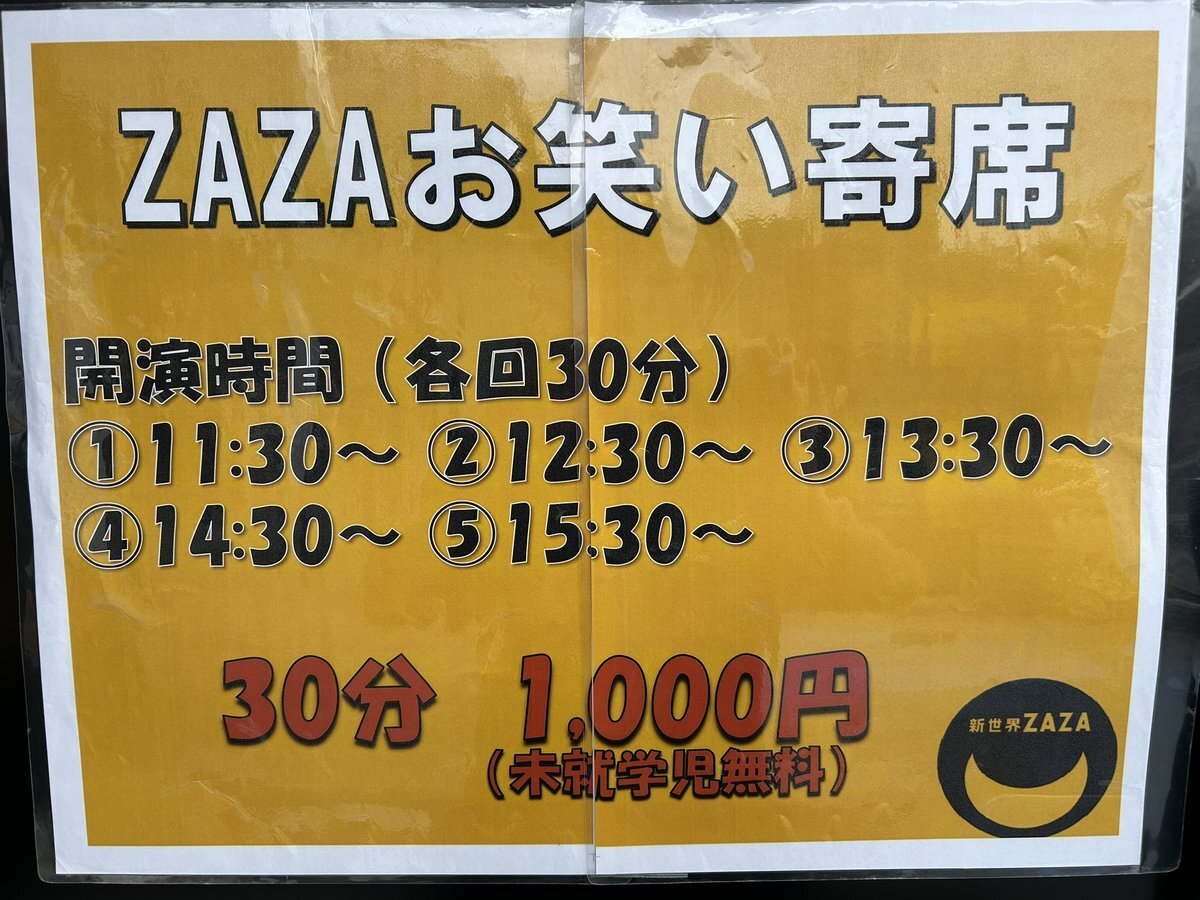 ZAZAお笑い寄席
開演時間（各回30分）
①11:30〜 ②12:30〜 ③13:30〜
④14:30〜 ⑤15:30〜
30分 1,000円
（未就学児無料）
新世界ZAZA